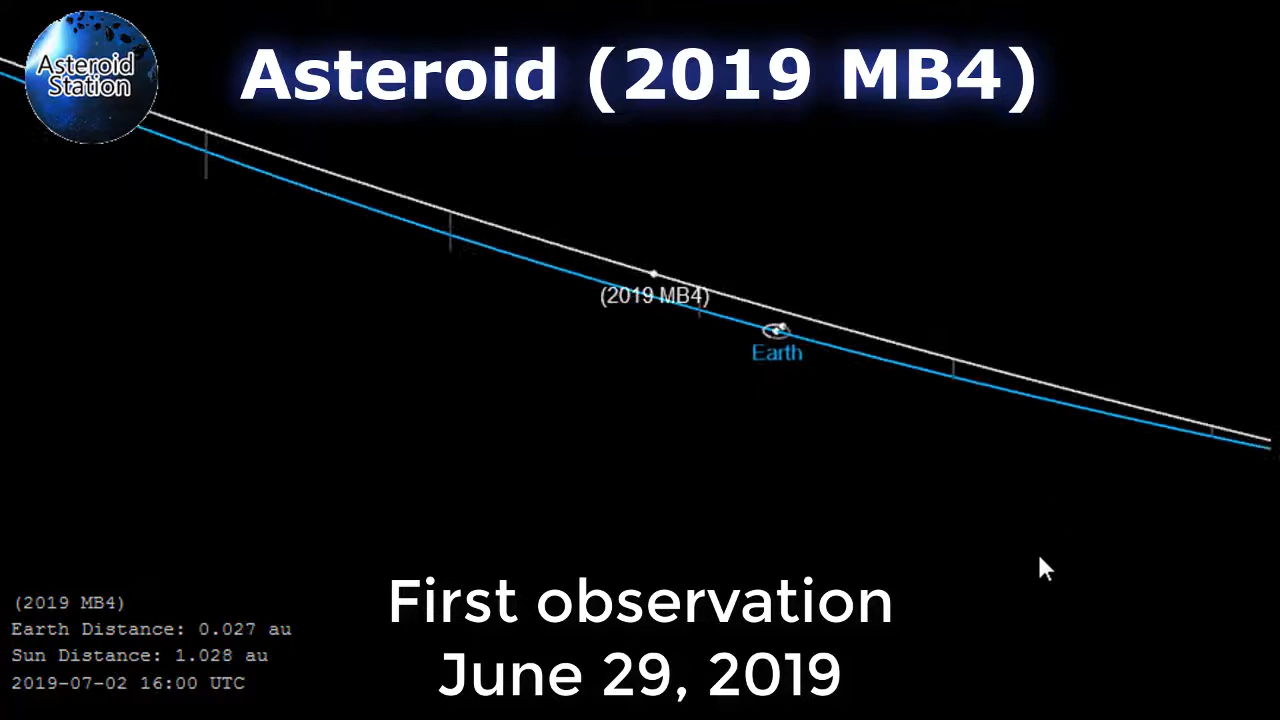 Asteroid
Station
Asteroid (2019 MB4)
(2019 MB4)
Earth
(2019 MB4)
Earth Distance: 0.027 au
Sun Distance: 1.028 au
2019-07-02 16:00 UTC
First observation
June 29, 2019